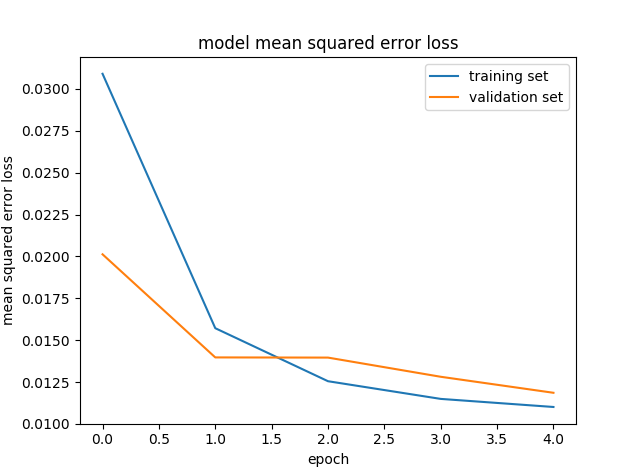 model mean squared error loss
training set
validation set
0.0300
0.0275
0.0250
0.0225
0.0200
0.0175
0.0150
0.0125
0.0100
mean squared error loss
0.0 0.5 1.0 1.5 2.0 2.5 3.0 3.5 4.0
epoch